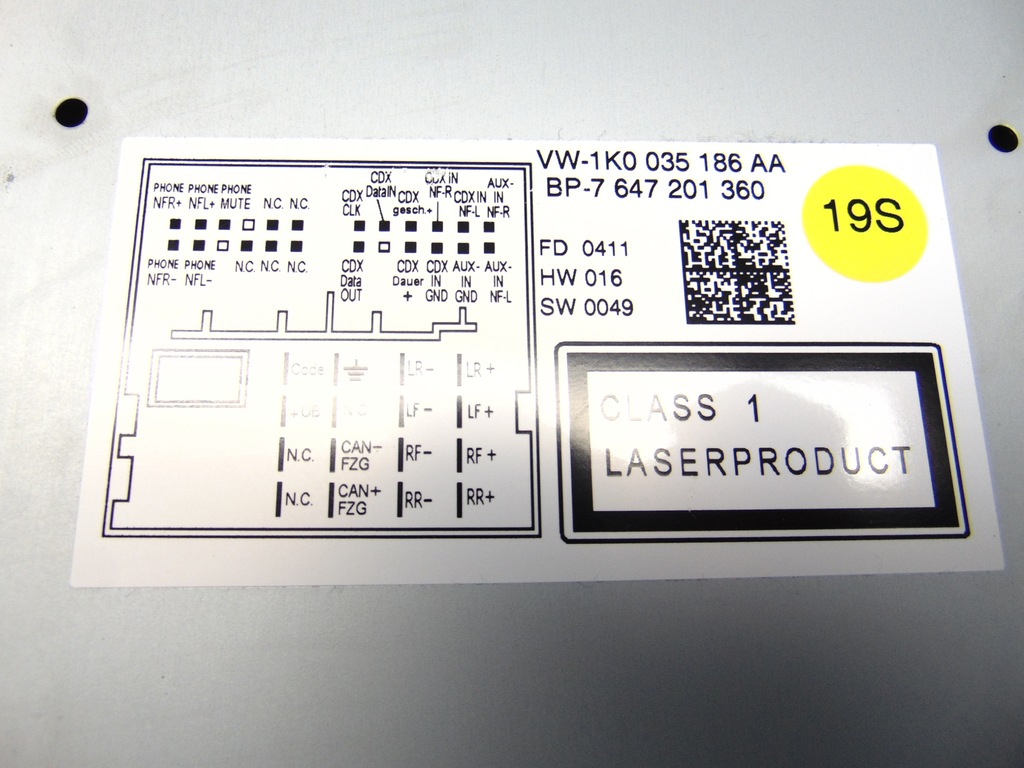 VW-1K0 035 186 AA
BP-7 647 201 360
19S
FD 0411
HW 016
SW 0049
PHONE PHONE PHONE
NFR+ NFL+ MUTE N.C. N.C.
PHONE PHONE N.C. N.C. N.C.
NFR- NFL-
CDX CLK
CDX DataIN
CDX gesch.+
CDX IN NF-R
CDX IN NF-L
AUX-IN NF-R
CDX Data OUT
CDX Dauer +
CDX IN GND
AUX-IN GND
AUX-IN NF-L
Code LR- LR+
+UB N.C. LF- LF+
N.C. CAN- FZG RF- RF+
N.C. CAN+ FZG RR- RR+
CLASS 1
LASERPRODUCT